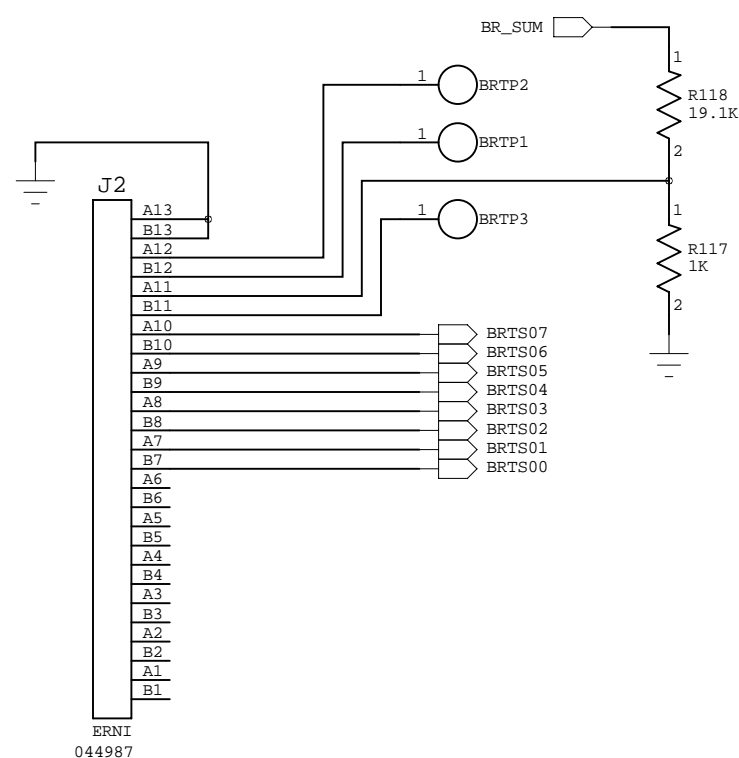 BR_SUM
1
R118
19.1K
2
1 BRTP2
1 BRTP1
1 BRTP3
1
R117
1K
2
J2
A13
B13
A12
B12
A11
B11
A10 BRTS07
B10 BRTS06
A9 BRTS05
B9 BRTS04
A8 BRTS03
B8 BRTS02
A7 BRTS01
B7 BRTS00
A6
B6
A5
B5
A4
B4
A3
B3
A2
B2
A1
B1
ERNI
044987